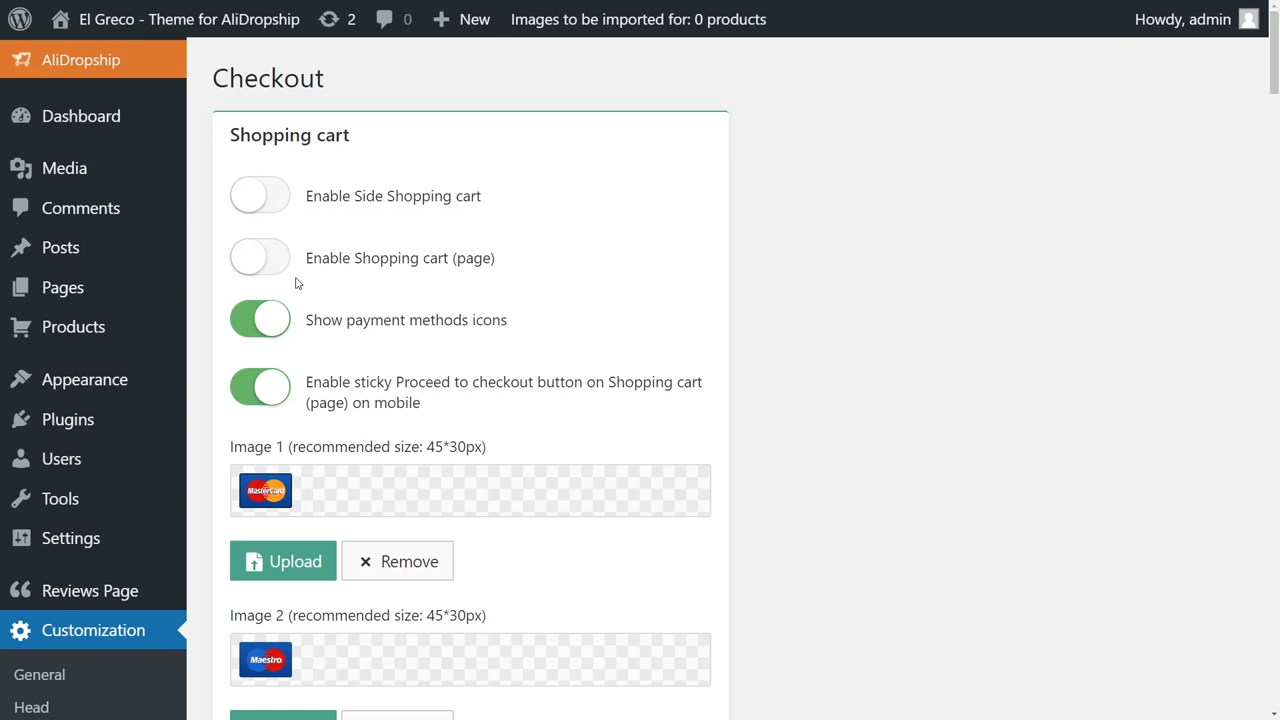 El Greco - Theme for AliDropship 2 0 New Images to be imported for: 0 products Howdy, admin
AliDropship
Dashboard
Media
Comments
Posts
Pages
Products
Appearance
Plugins
Users
Tools
Settings
Reviews Page
Customization
General
Head
Checkout
Shopping cart
Enable Side Shopping cart
Enable Shopping cart (page)
Show payment methods icons
Enable sticky Proceed to checkout button on Shopping cart
(page) on mobile
Image 1 (recommended size: 45*30px)
MasterCard
Upload × Remove
Image 2 (recommended size: 45*30px)
Maestro